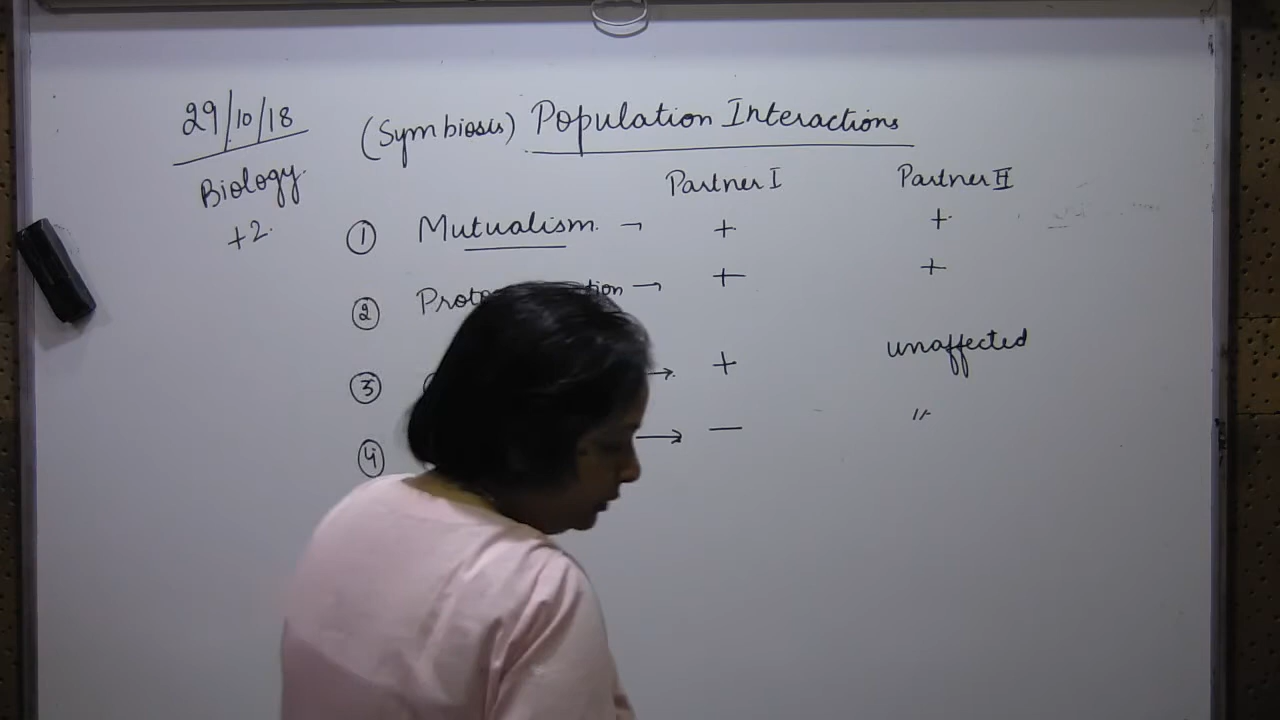 29/10/18 (Symbiosis) Population Interactions
Biology.
+2.
Partner I Partner II
① Mutualism. → + +
② → + +
③ → + unaffected
④ → — "